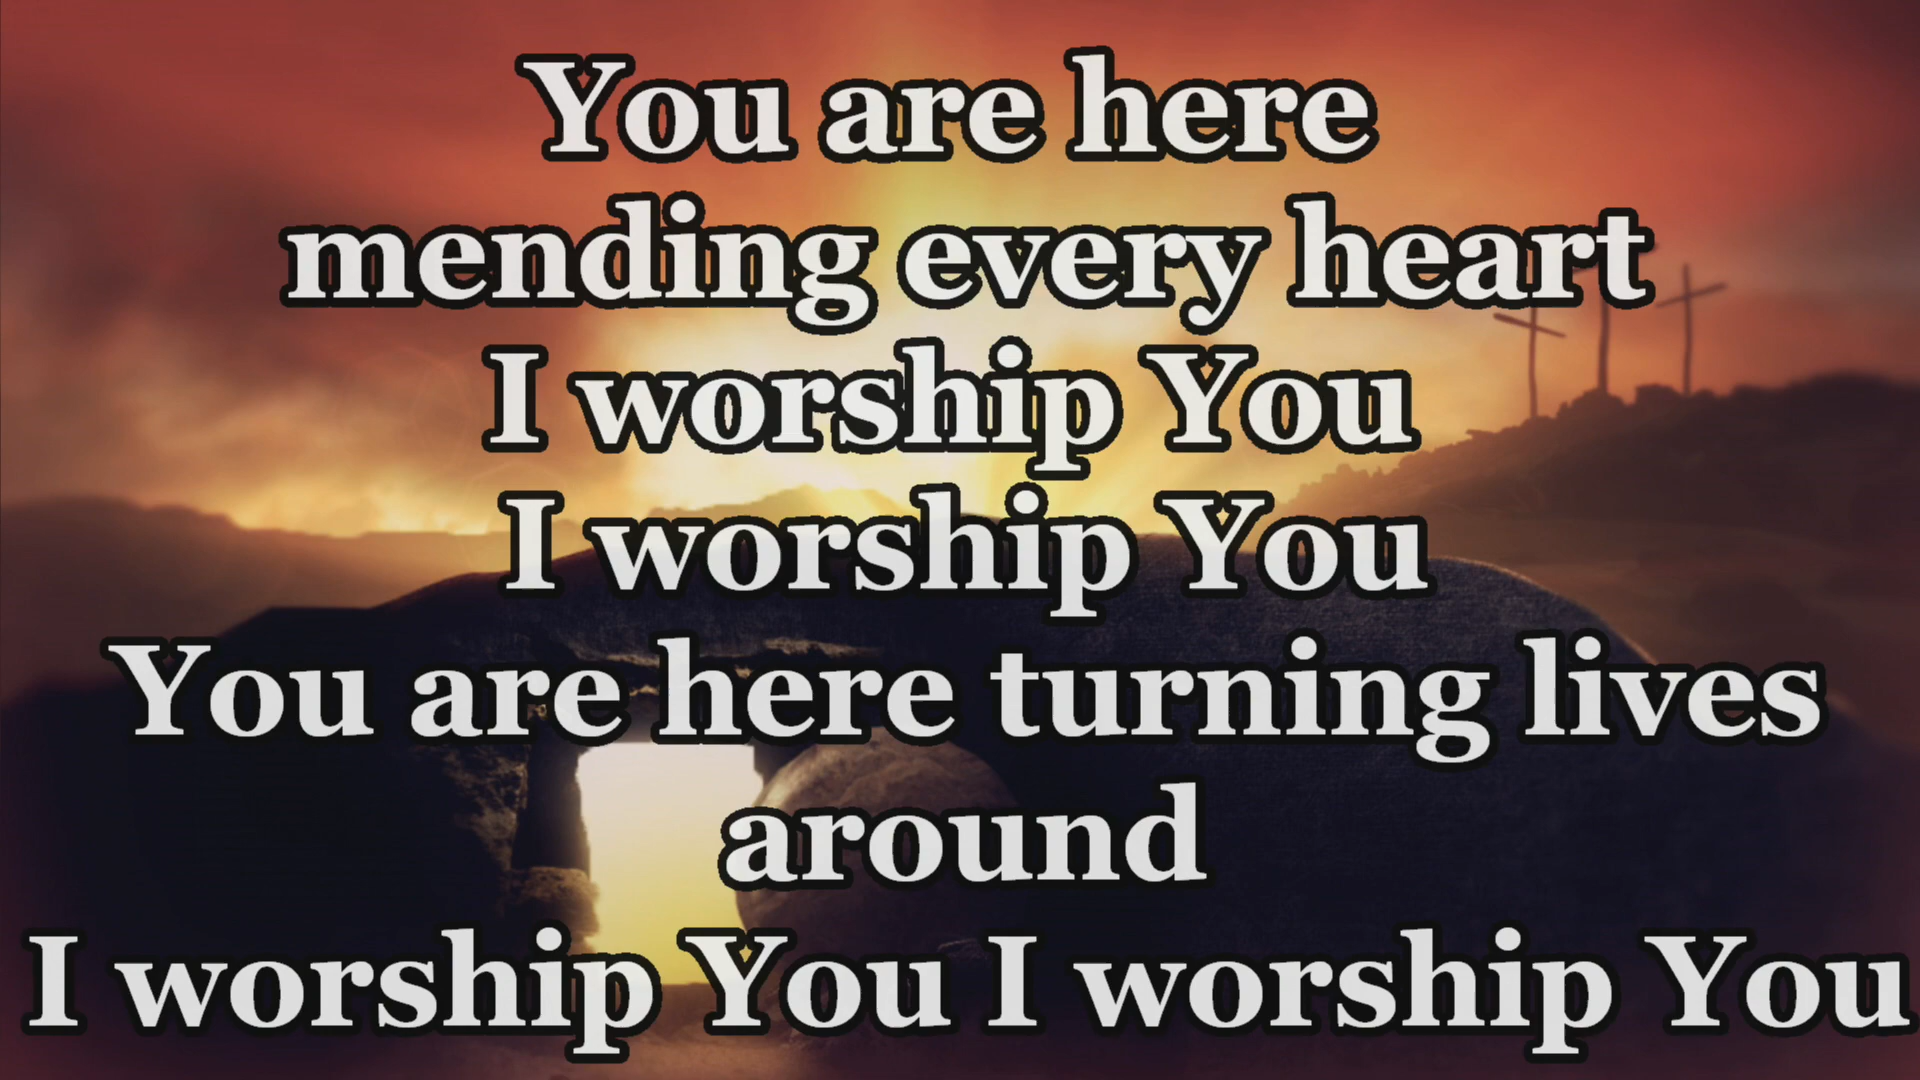 You are here
mending every heart
I worship You
I worship You
You are here turning lives
around
I worship You I worship You